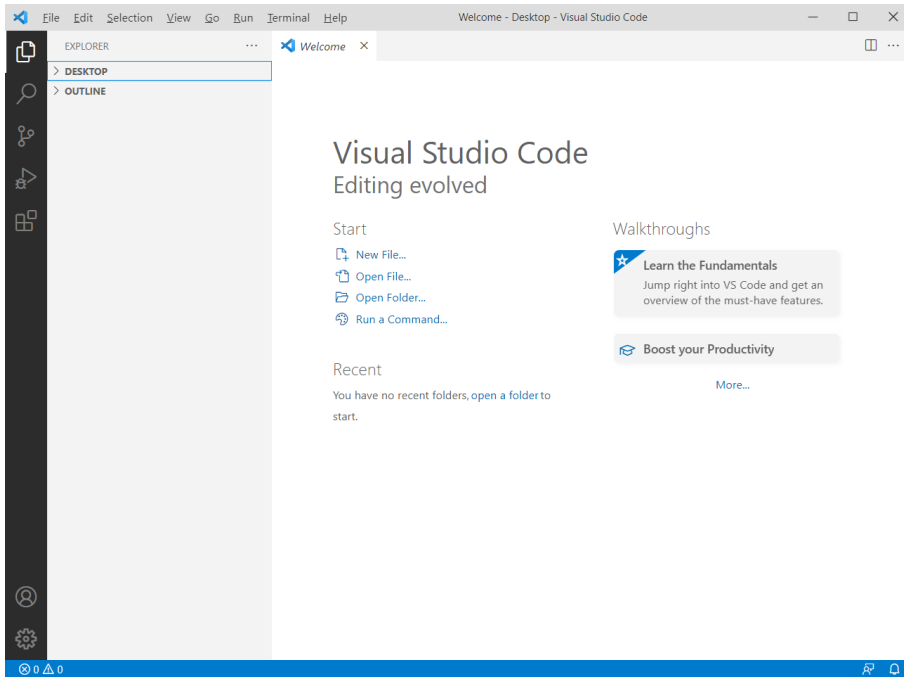 File Edit Selection View Go Run Terminal Help Welcome - Desktop - Visual Studio Code
EXPLORER
Welcome
DESKTOP
OUTLINE
Visual Studio Code
Editing evolved
Start
New File...
Open File...
Open Folder...
Run a Command...
Recent
You have no recent folders, open a folder to
start.
Walkthroughs
Learn the Fundamentals
Jump right into VS Code and get an
overview of the must-have features.
Boost your Productivity
More...
0 0